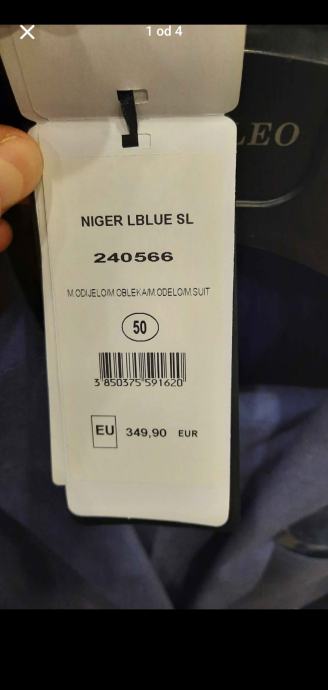 1 od 4
LEO
NIGER LBLUE SL
240566
M.ODIJELO/M.OBLEKA/M.ODELO/M.SUIT
50
3 850375 591620
EU 349,90 EUR